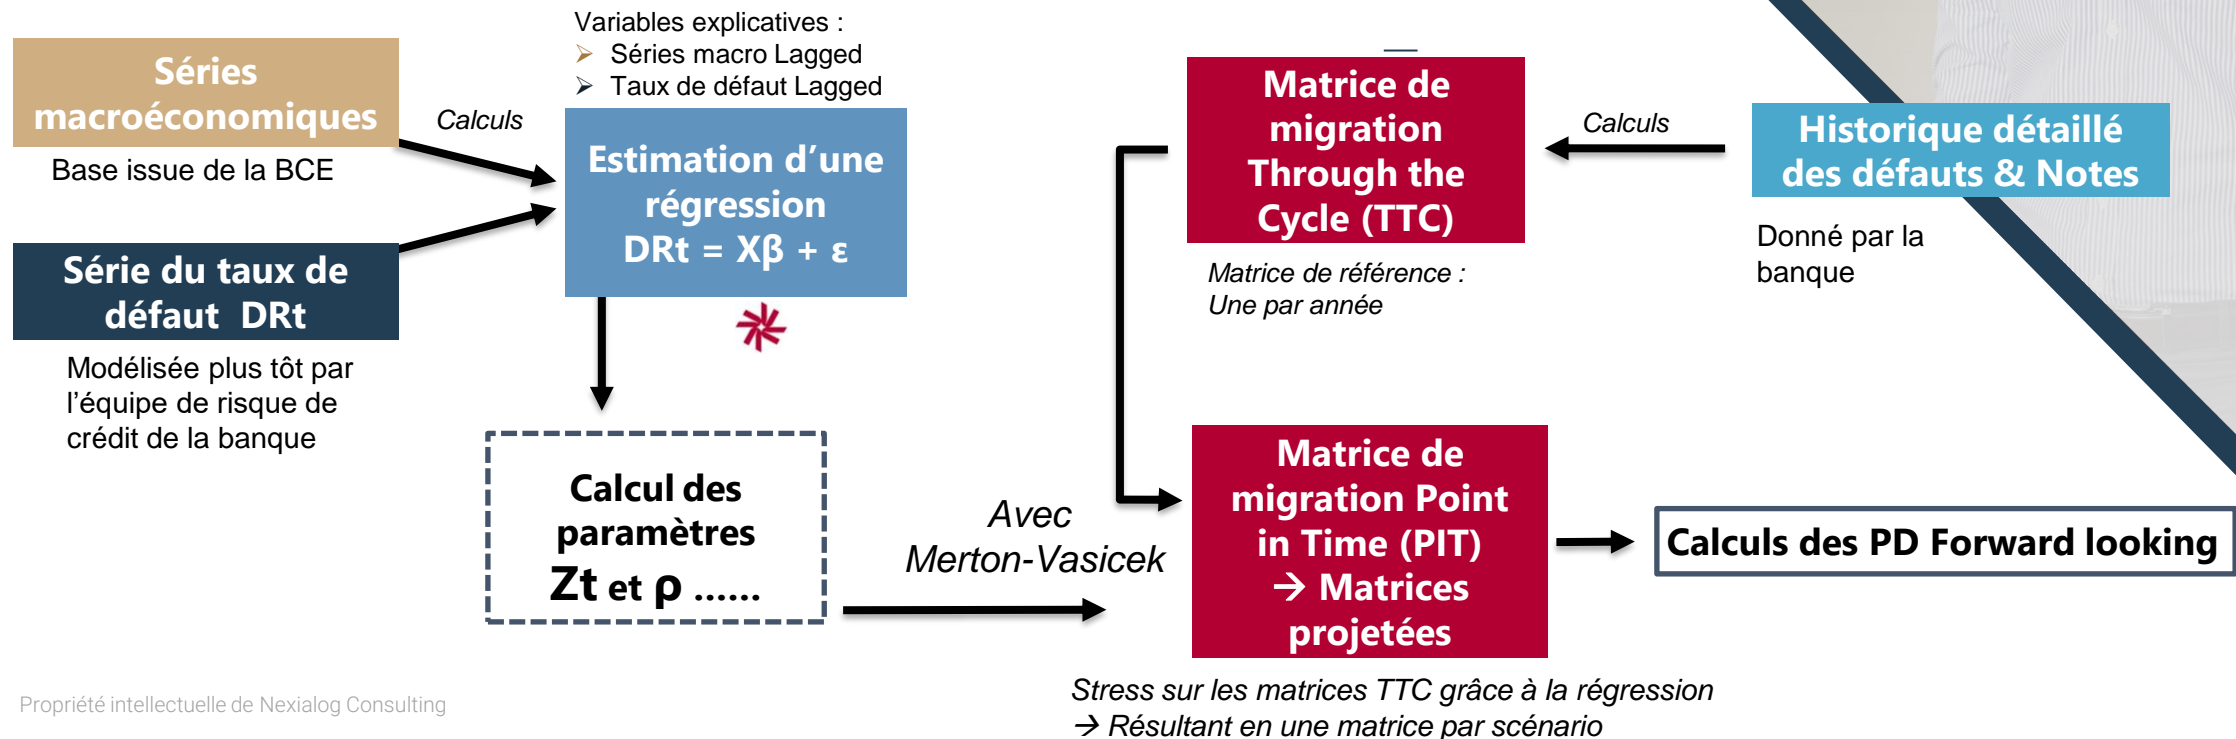 Variables explicatives :
➢ Séries macro Lagged
➢ Taux de défaut Lagged
Séries
macroéconomiques
Base issue de la BCE
Calculs
Série du taux de
défaut DRt
Modélisée plus tôt par
l’équipe de risque de
crédit de la banque
Estimation d’une
régression
DRt = Xβ + ε
Calcul des
paramètres
Zt et ρ ......
Avec
Merton-Vasicek
Matrice de
migration
Through the
Cycle (TTC)
Matrice de référence :
Une par année
Calculs
Historique détaillé
des défauts & Notes
Donné par la
banque
Matrice de
migration Point
in Time (PIT)
→ Matrices
projetées
Stress sur les matrices TTC grâce à la régression
→ Résultant en une matrice par scénario
Calculs des PD Forward looking
Propriété intellectuelle de Nexialog Consulting